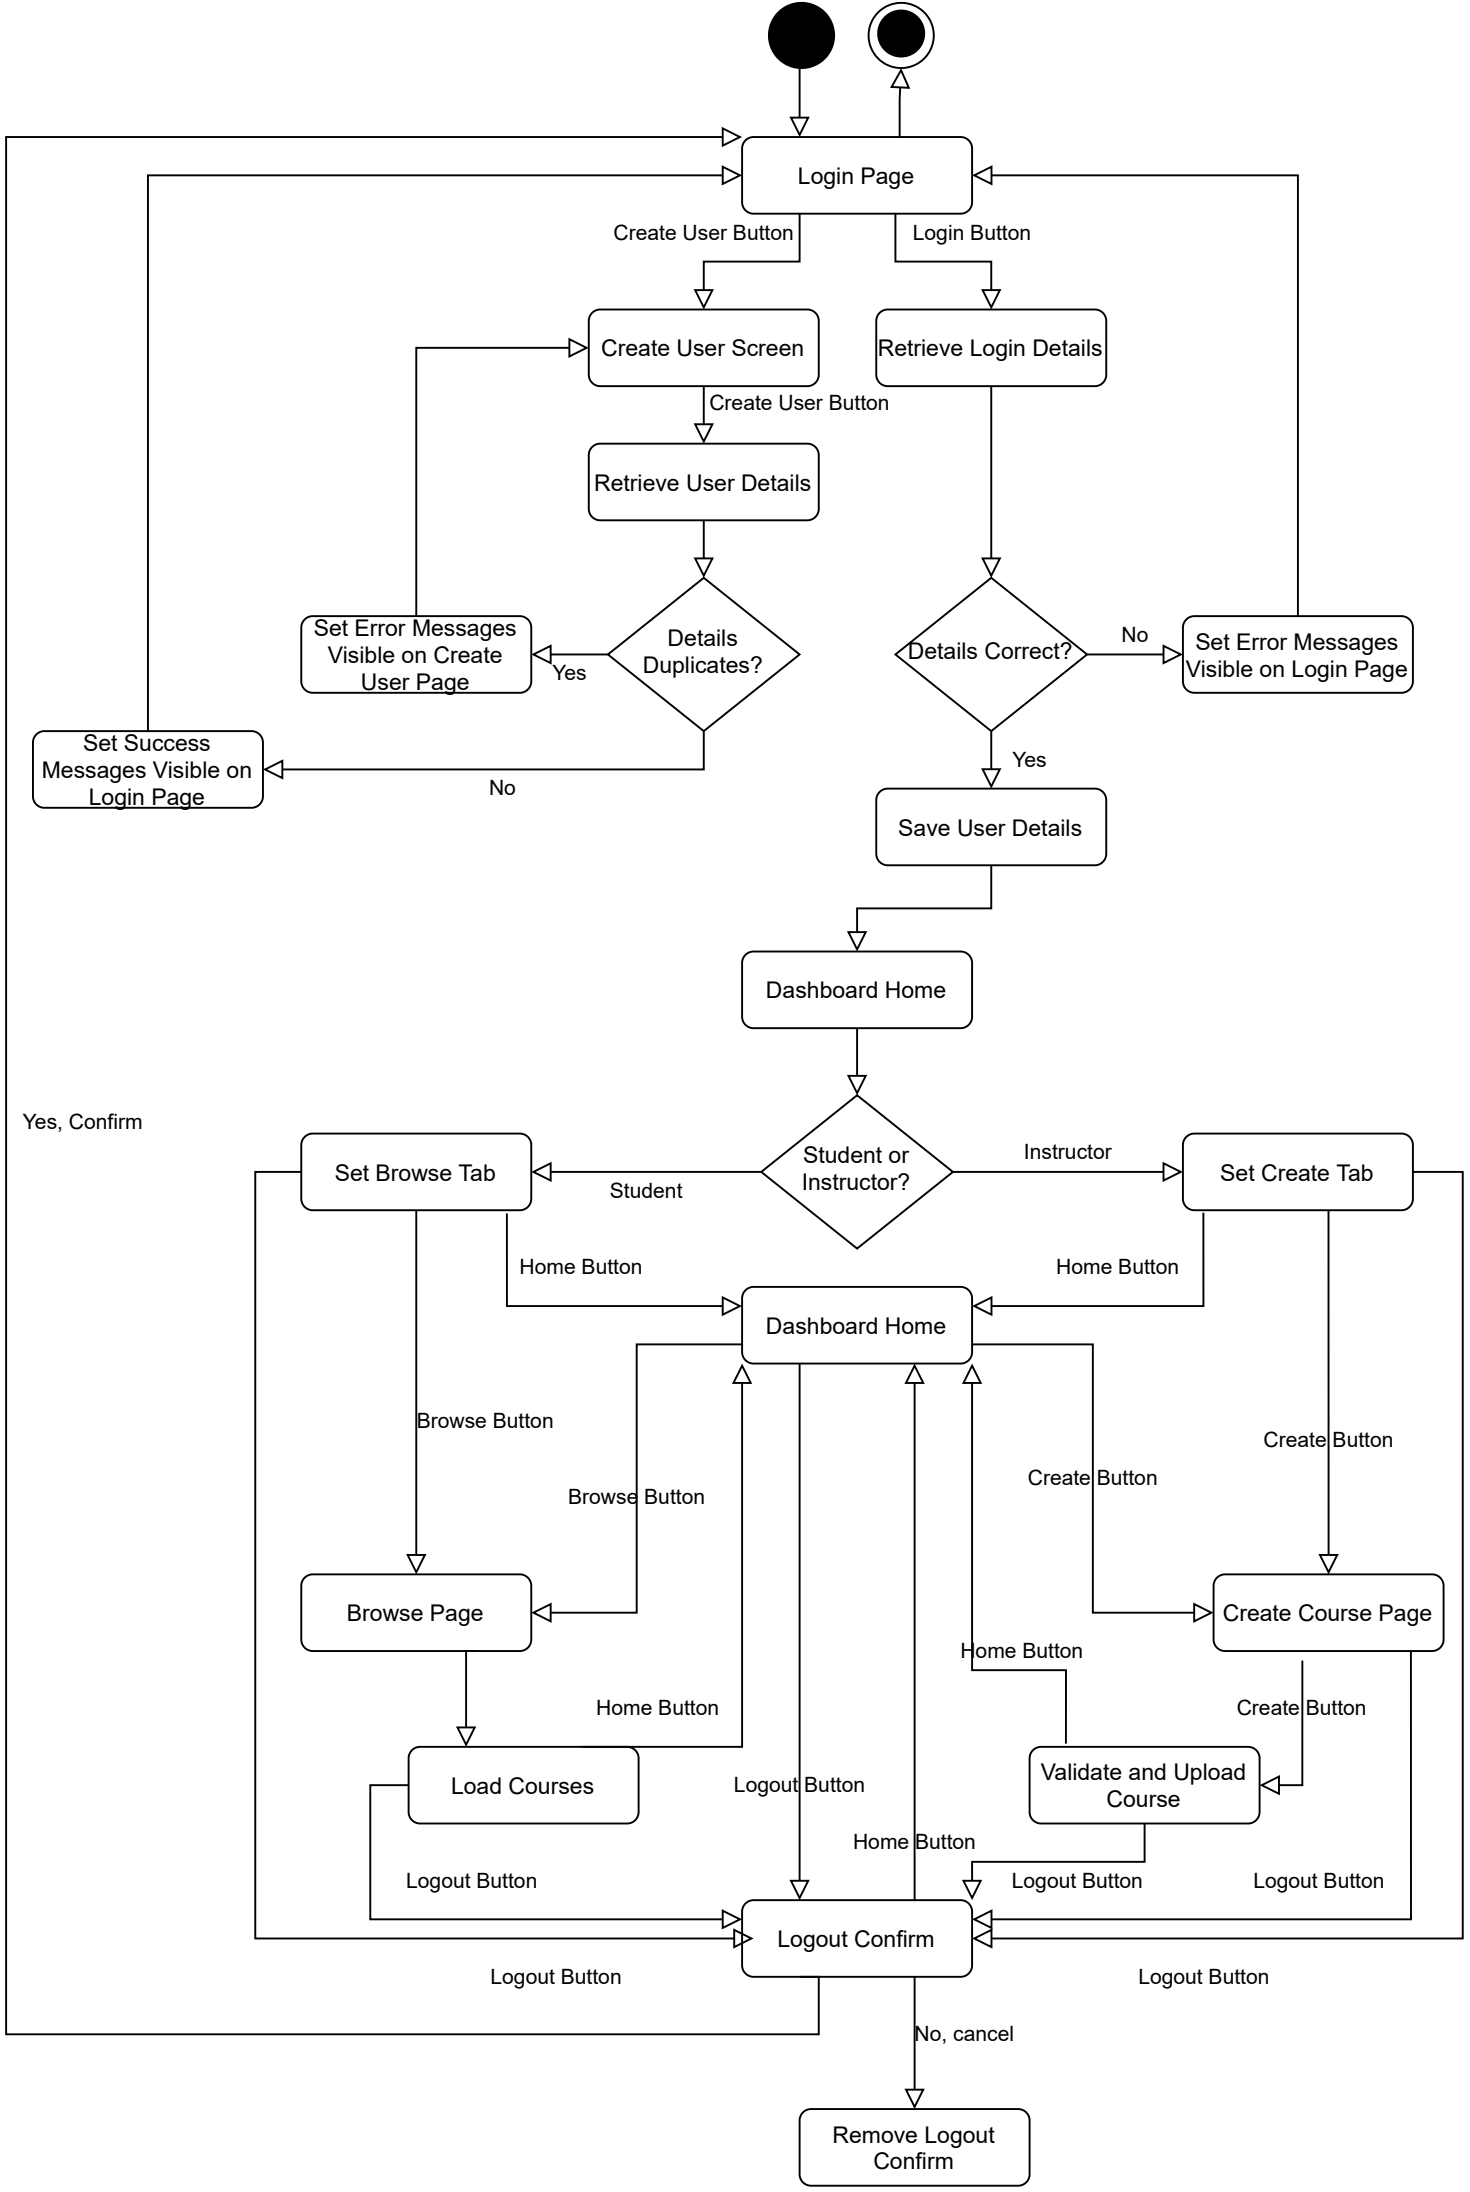 Login Page
Create User Button
Login Button
Create User Screen
Retrieve Login Details
Create User Button
Retrieve User Details
Set Error Messages
Visible on Create
User Page
Yes
Details
Duplicates?
Details Correct?
No
Set Error Messages
Visible on Login Page
Set Success
Messages Visible on
Login Page
No
Yes
Save User Details
Dashboard Home
Yes, Confirm
Set Browse Tab
Student
Student or
Instructor?
Instructor
Set Create Tab
Home Button
Home Button
Dashboard Home
Browse Button
Create Button
Browse Button
Create Button
Browse Page
Create Course Page
Home Button
Home Button
Create Button
Load Courses
Logout Button
Validate and Upload
Course
Home Button
Logout Button
Logout Button
Logout Button
Logout Confirm
Logout Button
Logout Button
No, cancel
Remove Logout
Confirm